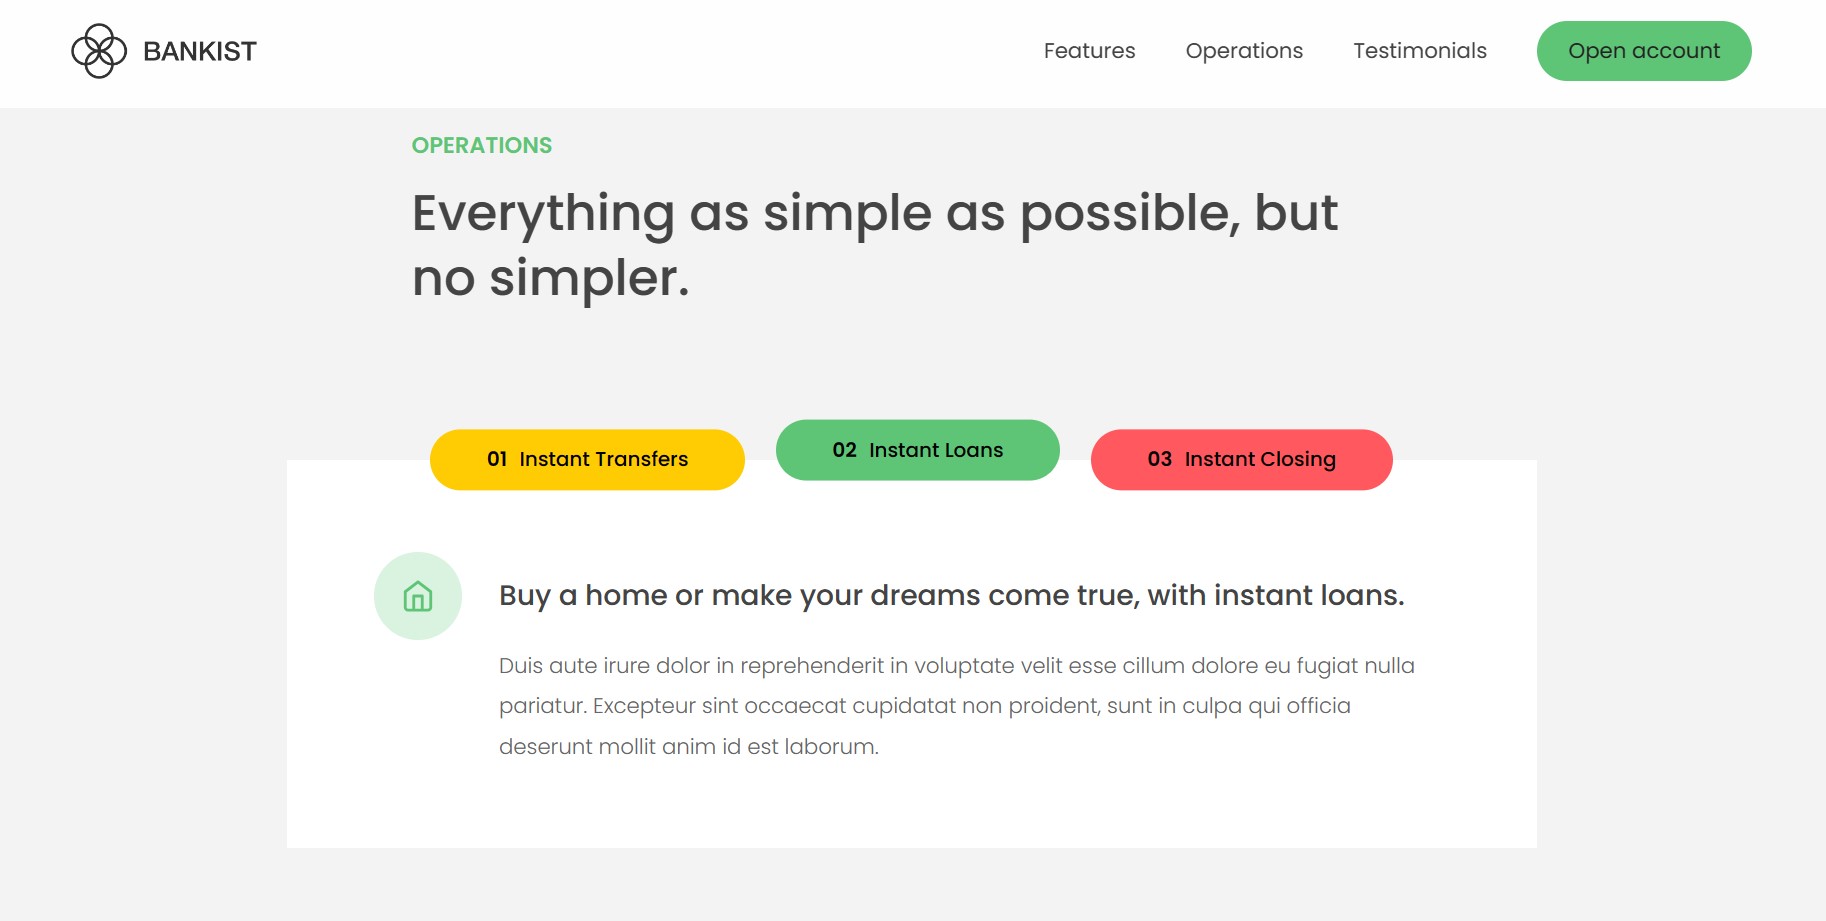 BANKIST
Features
Operations
Testimonials
Open account
OPERATIONS
Everything as simple as possible, but
no simpler.
01 Instant Transfers
02 Instant Loans
03 Instant Closing
Buy a home or make your dreams come true, with instant loans.
Duis aute irure dolor in reprehenderit in voluptate velit esse cillum dolore eu fugiat nulla
pariatur. Excepteur sint occaecat cupidatat non proident, sunt in culpa qui officia
deserunt mollit anim id est laborum.